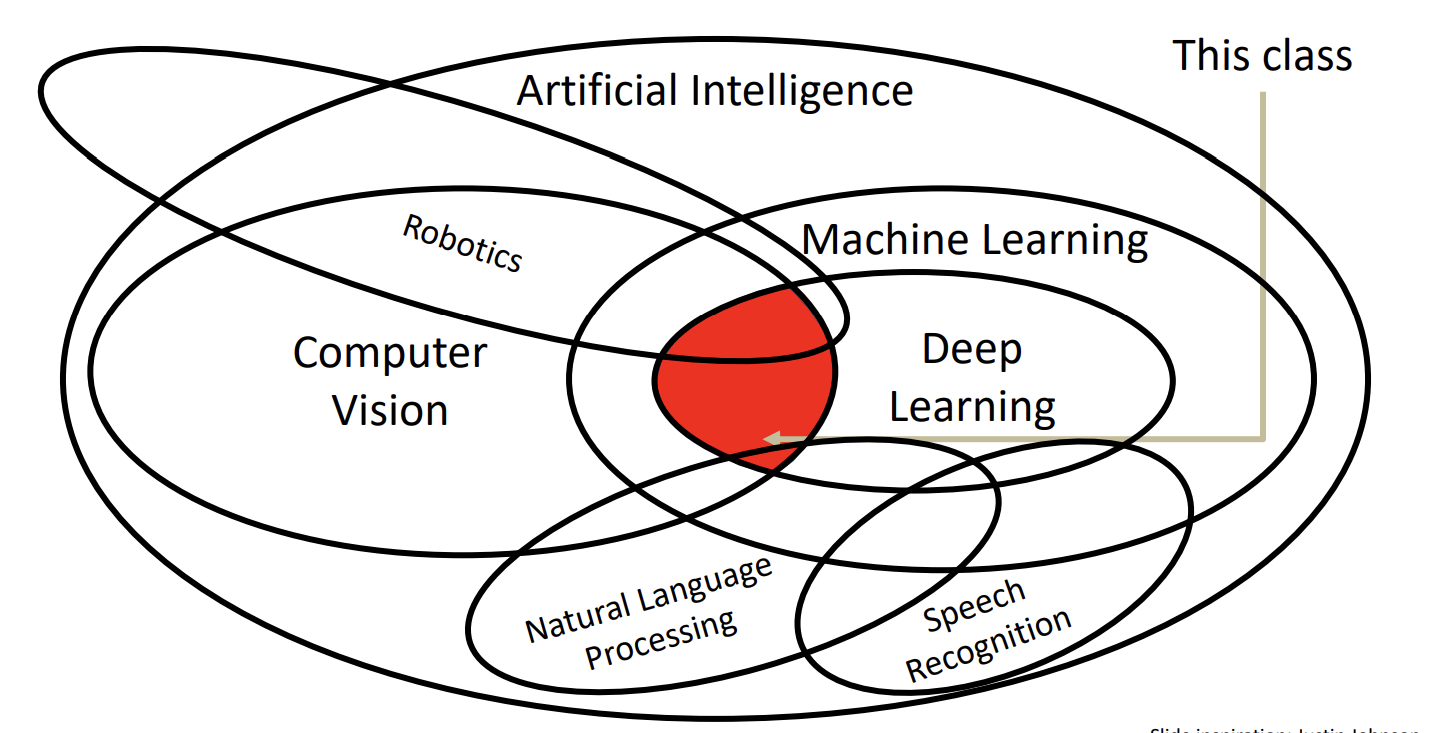 This class
Artificial Intelligence
Robotics
Machine Learning
Computer
Vision
Deep
Learning
Natural Language
Processing
Speech
Recognition
Slide inspiration: Justin Johnson